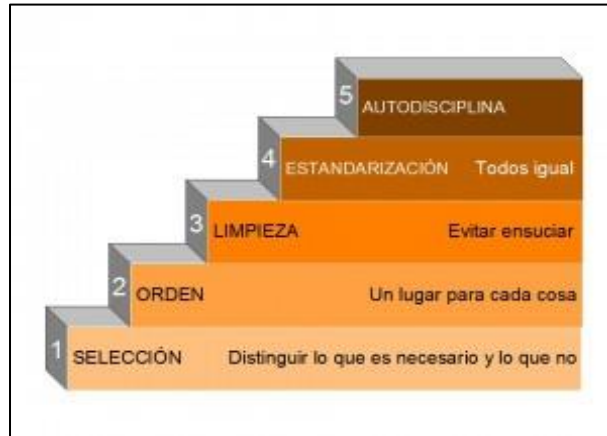 5 AUTODISCIPLINA
4 ESTANDARIZACIÓN Todos igual
3 LIMPIEZA Evitar ensuciar
2 ORDEN Un lugar para cada cosa
1 SELECCIÓN Distinguir lo que es necesario y lo que no